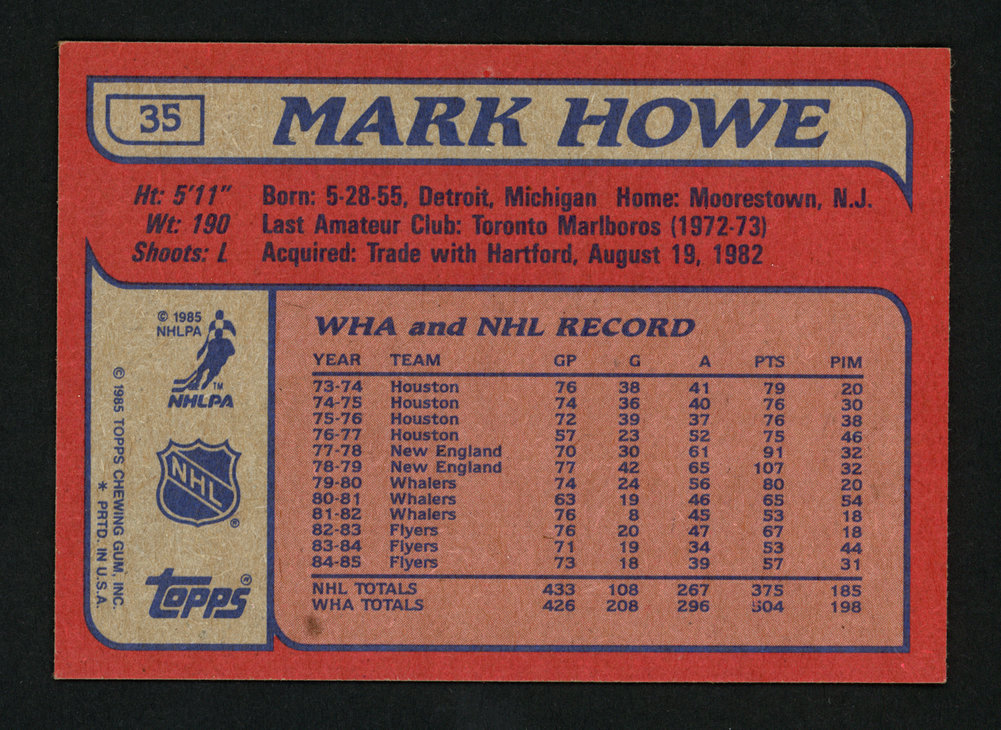 35
MARK HOWE
Ht: 5'11" Born: 5-28-55, Detroit, Michigan Home: Moorestown, N.J.
Wt: 190 Last Amateur Club: Toronto Marlboros (1972-73)
Shoots: L Acquired: Trade with Hartford, August 19, 1982
© 1985
NHLPA
TM
NHLPA
NHL
®
topps®
© 1985 TOPPS CHEWING GUM, INC.
* PRTD. IN U.S.A.
WHA and NHL RECORD
YEAR TEAM GP G A PTS PIM
73-74 Houston 76 38 41 79 20
74-75 Houston 74 36 40 76 30
75-76 Houston 72 39 37 76 38
76-77 Houston 57 23 52 75 46
77-78 New England 70 30 61 91 32
78-79 New England 77 42 65 107 32
79-80 Whalers 74 24 56 80 20
80-81 Whalers 63 19 46 65 54
81-82 Whalers 76 8 45 53 18
82-83 Flyers 76 20 47 67 18
83-84 Flyers 71 19 34 53 44
84-85 Flyers 73 18 39 57 31
NHL TOTALS 433 108 267 375 185
WHA TOTALS 426 208 296 504 198